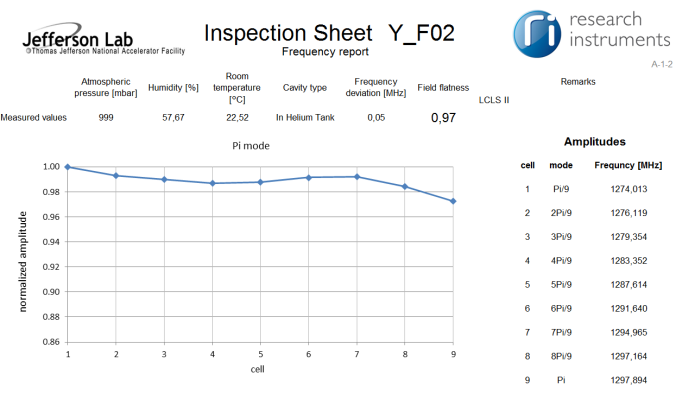 Jefferson Lab
Thomas Jefferson National Accelerator Facility
Inspection Sheet Y_F02
Frequency report
ri research instruments
A-1-2
Atmospheric pressure [mbar] Humidity [%] Room temperature [°C] Cavity type Frequency deviation [MHz] Field flatness Remarks
LCLS II
Measured values 999 57,67 22,52 In Helium Tank 0,05 0,97
Pi mode
normalized amplitude
1.00
0.98
0.96
0.94
0.92
0.90
0.88
0.86
1 2 3 4 5 6 7 8 9
cell
Amplitudes
cell mode Frequncy [MHz]
1 Pi/9 1274,013
2 2Pi/9 1276,119
3 3Pi/9 1279,354
4 4Pi/9 1283,352
5 5Pi/9 1287,614
6 6Pi/9 1291,640
7 7Pi/9 1294,965
8 8Pi/9 1297,164
9 Pi 1297,894